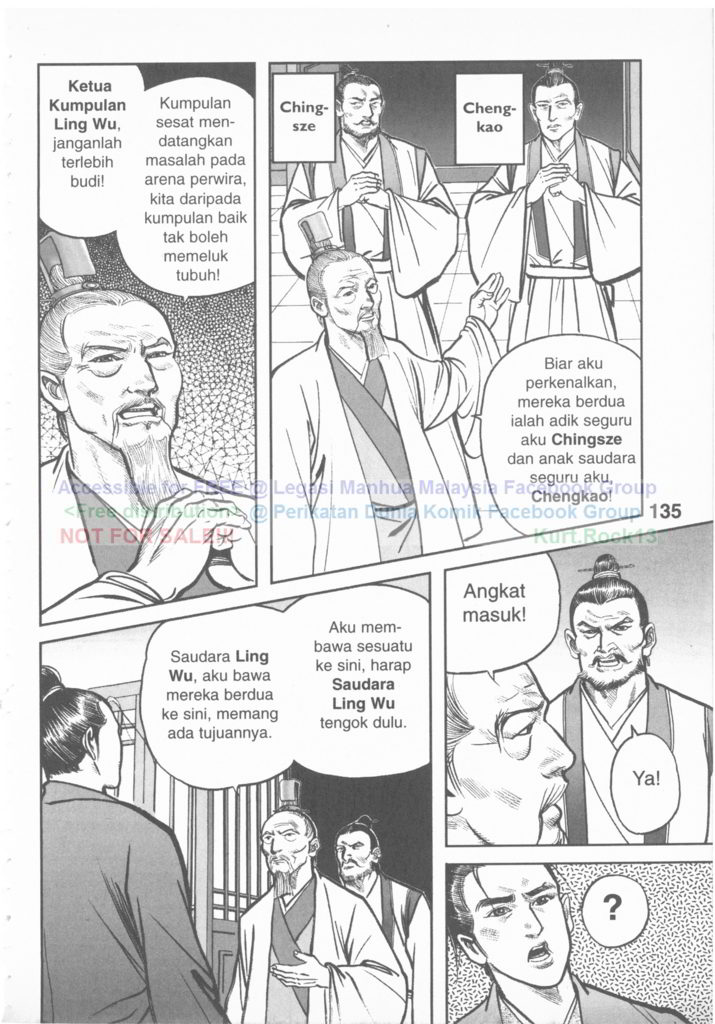 Ketua
Kumpulan
Ling Wu,
janganlah
terlebih
budi!
Kumpulan
sesat men-
datangkan
masalah pada
arena perwira,
kita daripada
kumpulan baik
tak boleh
memeluk
tubuh!
Ching-
sze
Cheng-
kao
Biar aku
perkenalkan,
mereka berdua
ialah adik seguru
aku Chingsze
dan anak saudara
seguru aku,
Chengkao!
Accessible for FREE @ Legasi Manhua Malaysia Facebook Group
<Free distribution> @ Perikatan Dunia Komik Facebook Group
NOT FOR SALE!!!
Kurt.Rock13
135
Saudara Ling
Wu, aku bawa
mereka berdua
ke sini, memang
ada tujuannya.
Aku mem-
bawa sesuatu
ke sini, harap
Saudara
Ling Wu
tengok dulu.
Angkat
masuk!
Ya!
?